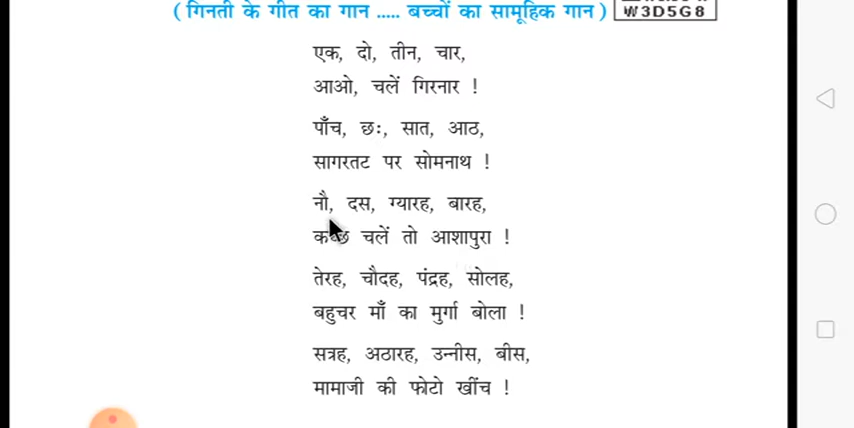 ( गिनती के गीत का गान ..... बच्चों का सामूहिक गान )
W3D5G8
एक, दो, तीन, चार,
आओ, चलें गिरनार !
पाँच, छः, सात, आठ,
सागरतट पर सोमनाथ !
नौ, दस, ग्यारह, बारह,
कच्छ चलें तो आशापुरा !
तेरह, चौदह, पंद्रह, सोलह,
बहुचर माँ का मुर्गा बोला !
सत्रह, अठारह, उन्नीस, बीस,
मामाजी की फोटो खींच !